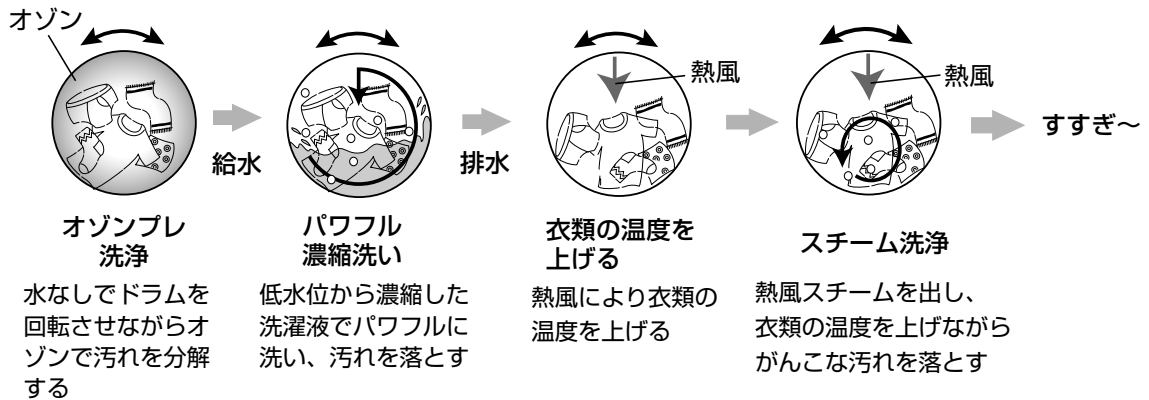 オゾン
オゾンプレ
洗浄
水なしでドラムを
回転させながらオ
ゾンで汚れを分解
する
給水
パワフル
濃縮洗い
低水位から濃縮した
洗濯液でパワフルに
洗い、汚れを落とす
排水
熱風
衣類の温度を
上げる
熱風により衣類の
温度を上げる
熱風
スチーム洗浄
熱風スチームを出し、
衣類の温度を上げながら
がんこな汚れを落とす
すすぎ～